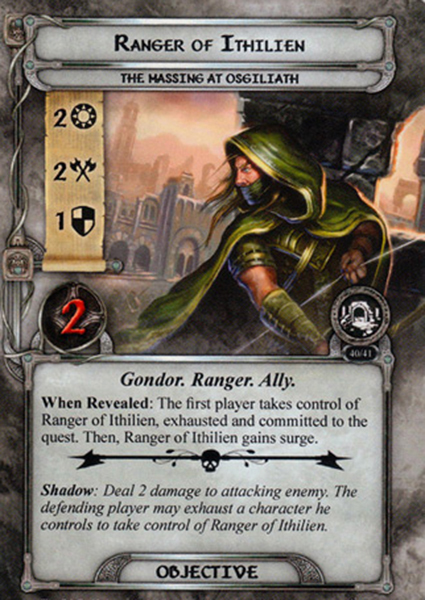 RANGER OF ITHILIEN
THE MASSING AT OSGILIATH
2
2
1
2
40/41
Gondor. Ranger. Ally.
When Revealed: The first player takes control of
Ranger of Ithilien, exhausted and committed to the
quest. Then, Ranger of Ithilien gains surge.
Shadow: Deal 2 damage to attacking enemy. The
defending player may exhaust a character he
controls to take control of Ranger of Ithilien.
OBJECTIVE